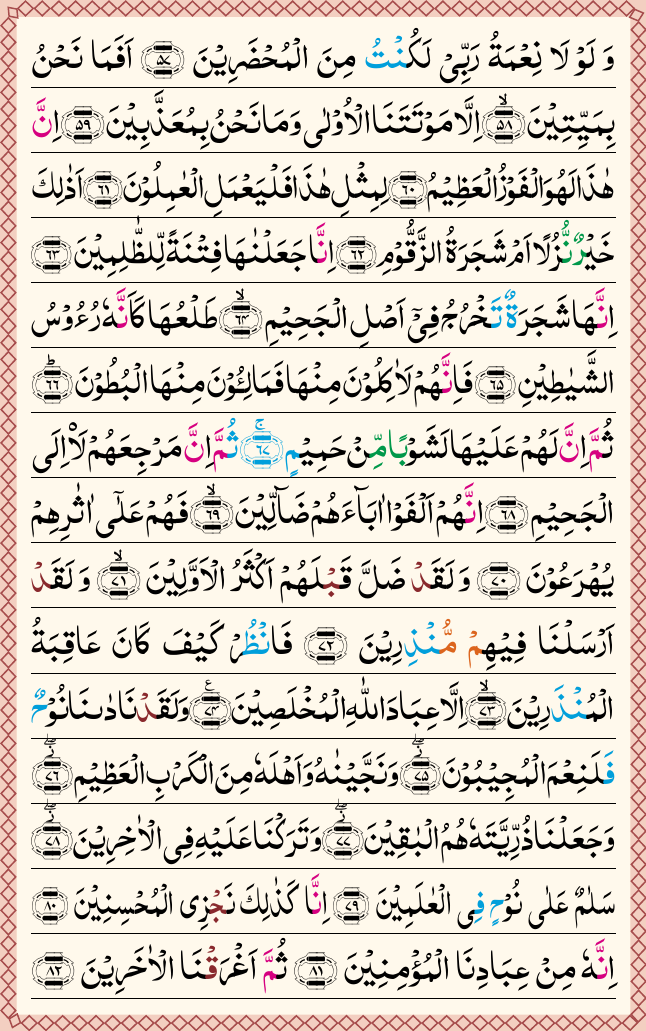 وَ لَوْ لَا نِعْمَةُ رَبِّیْ لَكُنْتُ مِنَ الْمُحْضَرِیْنَ ﴿۵۷﴾ اَفَمَا نَحْنُ
بِمَیِّتِیْنَ ﴿۵۸﴾ۙ اِلَّا مَوْتَتَنَا الْاُوْلٰی وَ مَا نَحْنُ بِمُعَذَّبِیْنَ ﴿۵۹﴾ اِنَّ
هٰذَا لَهُوَ الْفَوْزُ الْعَظِیْمُ ﴿۶۰﴾ لِمِثْلِ هٰذَا فَلْیَعْمَلِ الْعٰمِلُوْنَ ﴿۶۱﴾ اَذٰلِكَ
خَیْرٌ نُّزُلًا اَمْ شَجَرَةُ الزَّقُّوْمِ ﴿۶۲﴾ اِنَّا جَعَلْنٰهَا فِتْنَةً لِّلظّٰلِمِیْنَ ﴿۶۳﴾
اِنَّهَا شَجَرَةٌ تَخْرُجُ فِیْۤ اَصْلِ الْجَحِیْمِ ﴿۶۴﴾ۙ طَلْعُهَا كَاَنَّهٗ رُءُوْسُ
الشَّیٰطِیْنِ ﴿۶۵﴾ فَاِنَّهُمْ لَاٰكِلُوْنَ مِنْهَا فَمَالِـُٔوْنَ مِنْهَا الْبُطُوْنَ ﴿۶۶﴾ؕ
ثُمَّ اِنَّ لَهُمْ عَلَیْهَا لَشَوْبًا مِّنْ حَمِیْمٍ ﴿۶۷﴾ۚ ثُمَّ اِنَّ مَرْجِعَهُمْ لَاۡاِلَی
الْجَحِیْمِ ﴿۶۸﴾ اِنَّهُمْ اَلْفَوْا اٰبَآءَهُمْ ضَآلِّیْنَ ﴿۶۹﴾ۙ فَهُمْ عَلٰۤی اٰثٰرِهِمْ
یُهْرَعُوْنَ ﴿۷۰﴾ وَ لَقَدْ ضَلَّ قَبْلَهُمْ اَكْثَرُ الْاَوَّلِیْنَ ﴿۷۱﴾ۙ وَ لَقَدْ
اَرْسَلْنَا فِیْهِمْ مُّنْذِرِیْنَ ﴿۷۲﴾ فَانْظُرْ كَیْفَ كَانَ عَاقِبَةُ
الْمُنْذَرِیْنَ ﴿۷۳﴾ۙ اِلَّا عِبَادَ اللّٰهِ الْمُخْلَصِیْنَ ﴿۷۴﴾ع وَ لَقَدْ نَادٰىنَا نُوْحٌ
فَلَنِعْمَ الْمُجِیْبُوْنَ ﴿۷۵﴾ۖؗ وَ نَجَّیْنٰهُ وَ اَهْلَهٗ مِنَ الْكَرْبِ الْعَظِیْمِ ﴿۷۶﴾ۖؗ
وَ جَعَلْنَا ذُرِّیَّتَهٗ هُمُ الْبٰقِیْنَ ﴿۷۷﴾ۖؗ وَ تَرَكْنَا عَلَیْهِ فِی الْاٰخِرِیْنَ ﴿۷۸﴾ۖؗ
سَلٰمٌ عَلٰی نُوْحٍ فِی الْعٰلَمِیْنَ ﴿۷۹﴾ اِنَّا كَذٰلِكَ نَجْزِی الْمُحْسِنِیْنَ ﴿۸۰﴾
اِنَّهٗ مِنْ عِبَادِنَا الْمُؤْمِنِیْنَ ﴿۸۱﴾ ثُمَّ اَغْرَقْنَا الْاٰخَرِیْنَ ﴿۸۲﴾